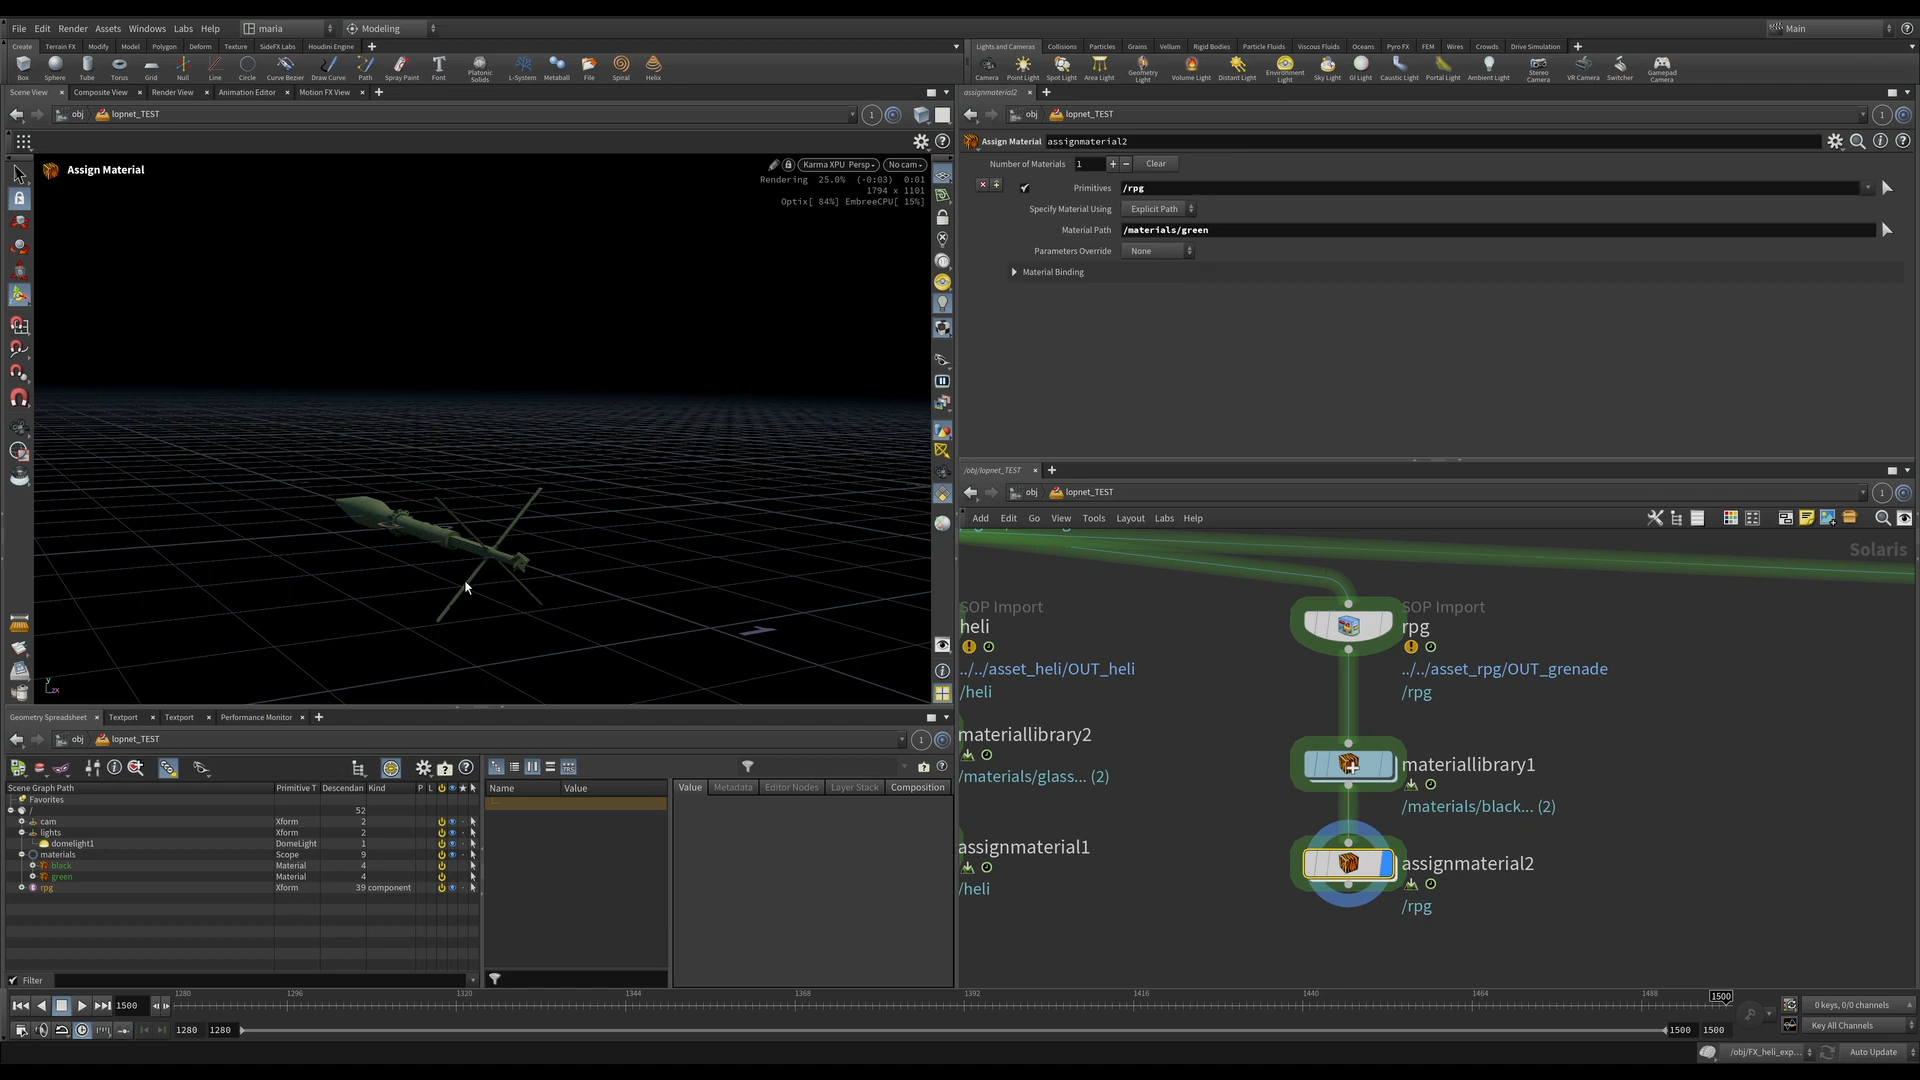 File Edit Render Assets Windows Labs Help maria Modeling Main
Create Terrain FX Modify Model Polygon Deform Texture SideFX Labs Houdini Engine
Box Sphere Tube Torus Grid Null Line Circle Curve Bezier Draw Curve Path Spray Paint Font Platonic Solids L-System Metaball File Spiral Helix
Lights and Cameras Collisions Particles Grains Vellum Rigid Bodies Particle Fluids Viscous Fluids Oceans Pyro FX FEM Wires Crowds Drive Simulation
Camera Point Light Spot Light Area Light Geometry Light Volume Light Distant Light Environment Light Sky Light GI Light Caustic Light Portal Light Ambient Light Stereo Camera VR Camera Switcher Gamepad Camera
Scene View Composite View Render View Animation Editor Motion FX View
obj lopnet_TEST 1
Assign Material
Karma XPU Persp No cam
Rendering 25.0% (-0:03) 0:01
1794 x 1101
Optix[ 84%] EmbreeCPU [ 15%]
y
zx
assignmaterial2
obj lopnet_TEST 1
Assign Material assignmaterial2
Number of Materials 1 + − Clear
Primitives /rpg
Specify Material Using Explicit Path
Material Path /materials/green
Parameters Override None
Material Binding
/obj/lopnet_TEST
obj lopnet_TEST 1
Add Edit Go View Tools Layout Labs Help
Solaris
SOP Import
heli
../../asset_heli/OUT_heli
/heli
materiallibrary2
/materials/glass... (2)
assignmaterial1
/heli
SOP Import
rpg
../../asset_rpg/OUT_grenade
/rpg
materiallibrary1
/materials/black... (2)
assignmaterial2
/rpg
Geometry Spreadsheet Textport Textport Performance Monitor
obj lopnet_TEST 1
Scene Graph Path Primitive T Descendan Kind P L
Favorites
/ 52
cam Xform 2
lights Xform 2
domelight1 DomeLight 1
materials Scope 9
black Material 4
green Material 4
rpg Xform 39 component
Filter
Name Value
Value Metadata Editor Nodes Layer Stack Composition
1500 1280 1296 1320 1344 1368 1392 1416 1440 1464 1488 1500
0 keys, 0/0 channels
1280 1280 1500 1500
Key All Channels
/obj/FX_heli_exp... Auto Update